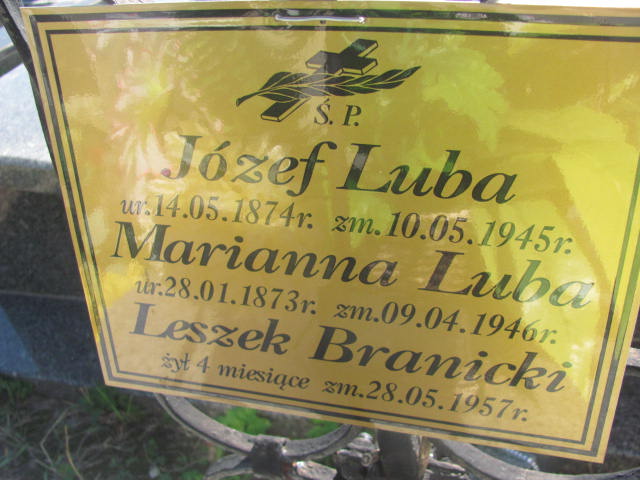 Ś. P.
Józef Luba
ur.14.05.1874r. zm.10.05.1945r.
Marianna Luba
ur.28.01.1873r. zm.09.04.1946r.
Leszek Branicki
żył 4 miesiące zm.28.05.1957r.